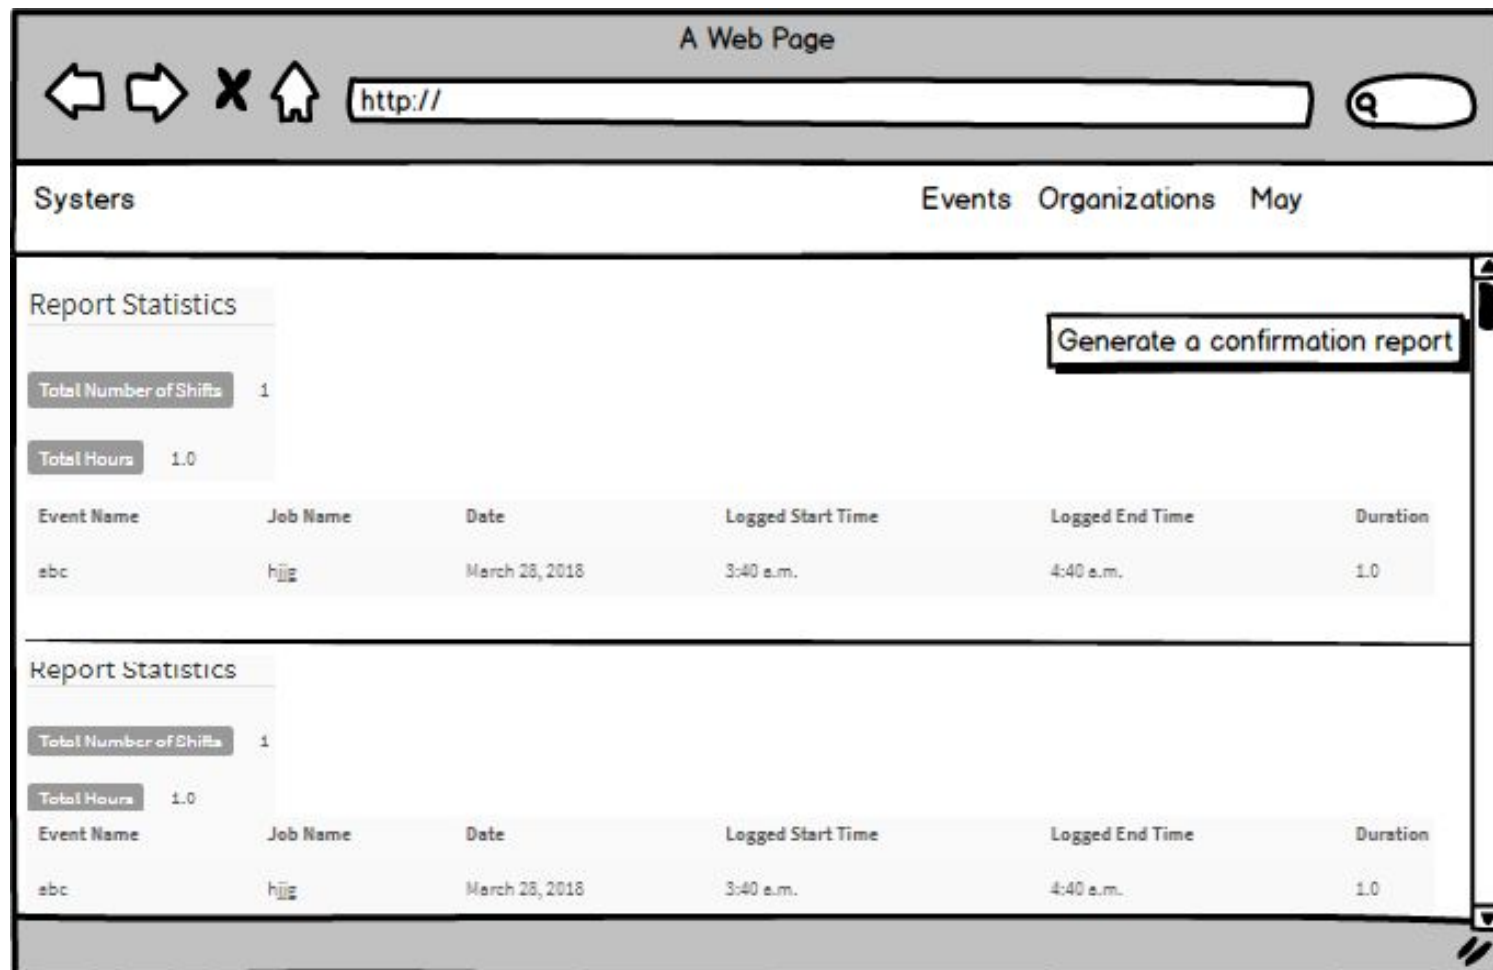 A Web Page
http://
Systers Events Organizations May
Report Statistics
Generate a confirmation report
Total Number of Shifts 1
Total Hours 1.0
Event Name Job Name Date Logged Start Time Logged End Time Duration
abc hjjg March 28, 2018 3:40 a.m. 4:40 a.m. 1.0
Report Statistics
Total Number of Shifts 1
Total Hours 1.0
Event Name Job Name Date Logged Start Time Logged End Time Duration
abc hjjg March 28, 2018 3:40 a.m. 4:40 a.m. 1.0